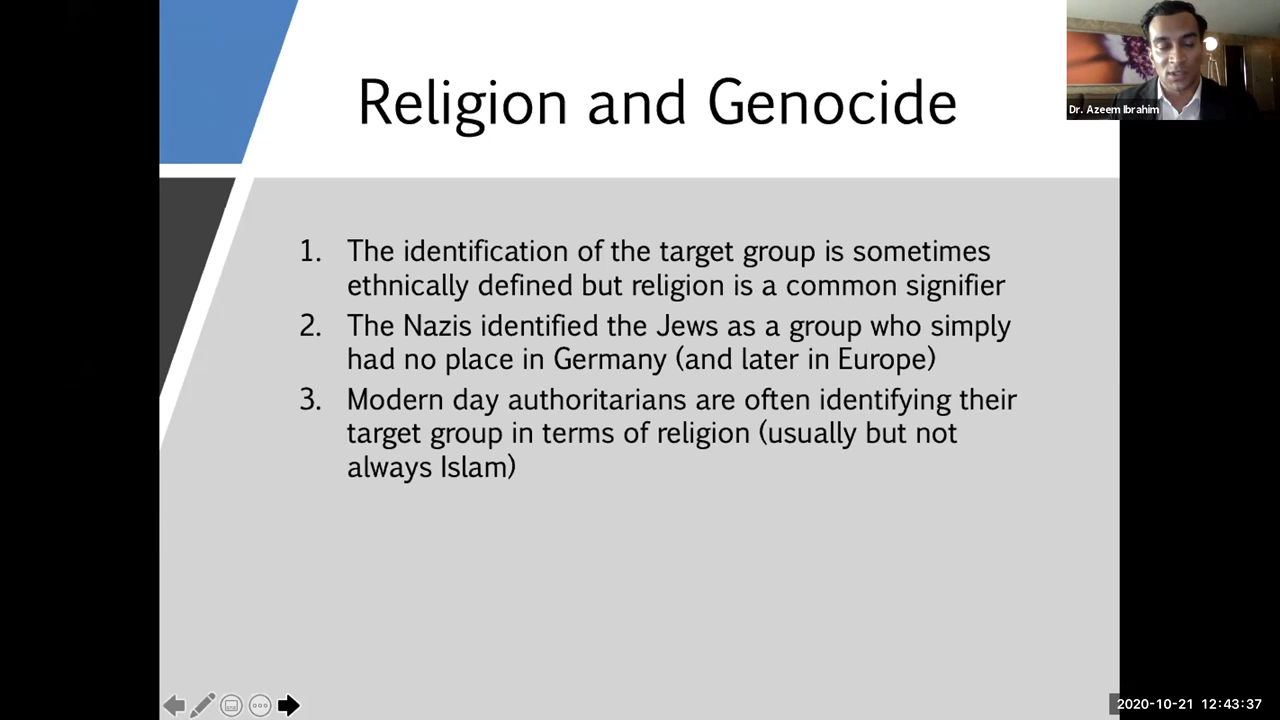 Religion and Genocide
Dr. Azeem Ibrahim
1. The identification of the target group is sometimes
ethnically defined but religion is a common signifier
2. The Nazis identified the Jews as a group who simply
had no place in Germany (and later in Europe)
3. Modern day authoritarians are often identifying their
target group in terms of religion (usually but not
always Islam)
2020-10-21 12:43:37